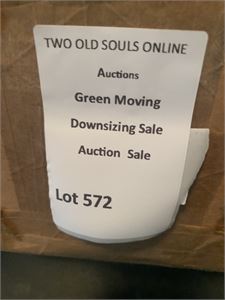 TWO OLD SOULS ONLINE
Auctions
Green Moving
Downsizing Sale
Auction Sale
Lot 572